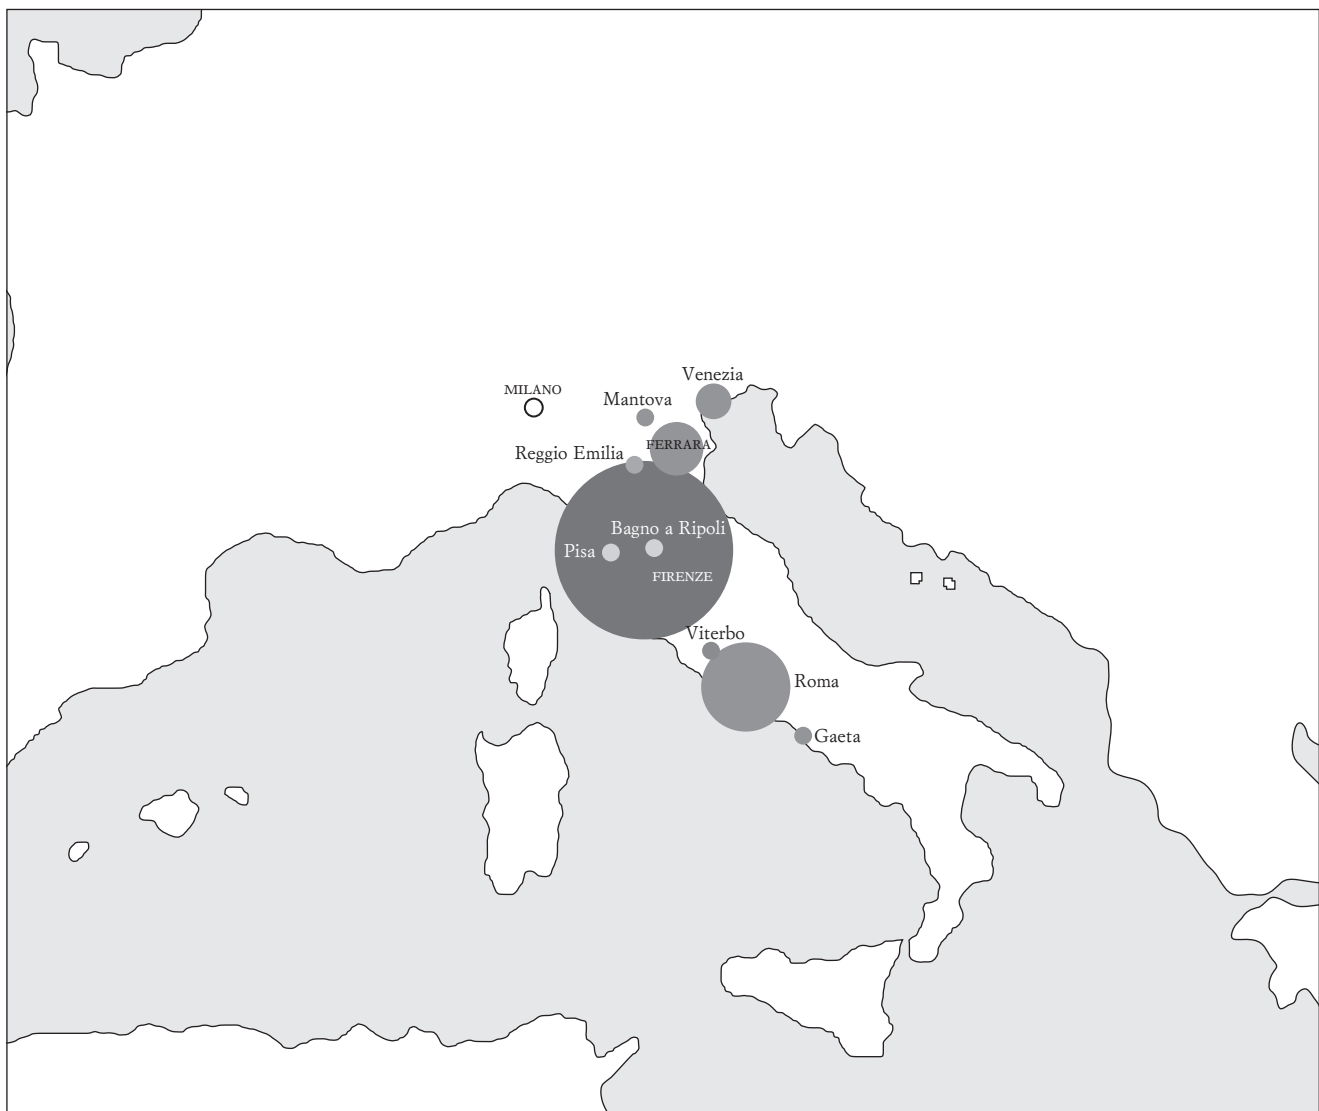 Venezia
MILANO
Mantova
FERRARA
Reggio Emilia
Bagno a Ripoli
Pisa
FIRENZE
Viterbo
Roma
Gaeta